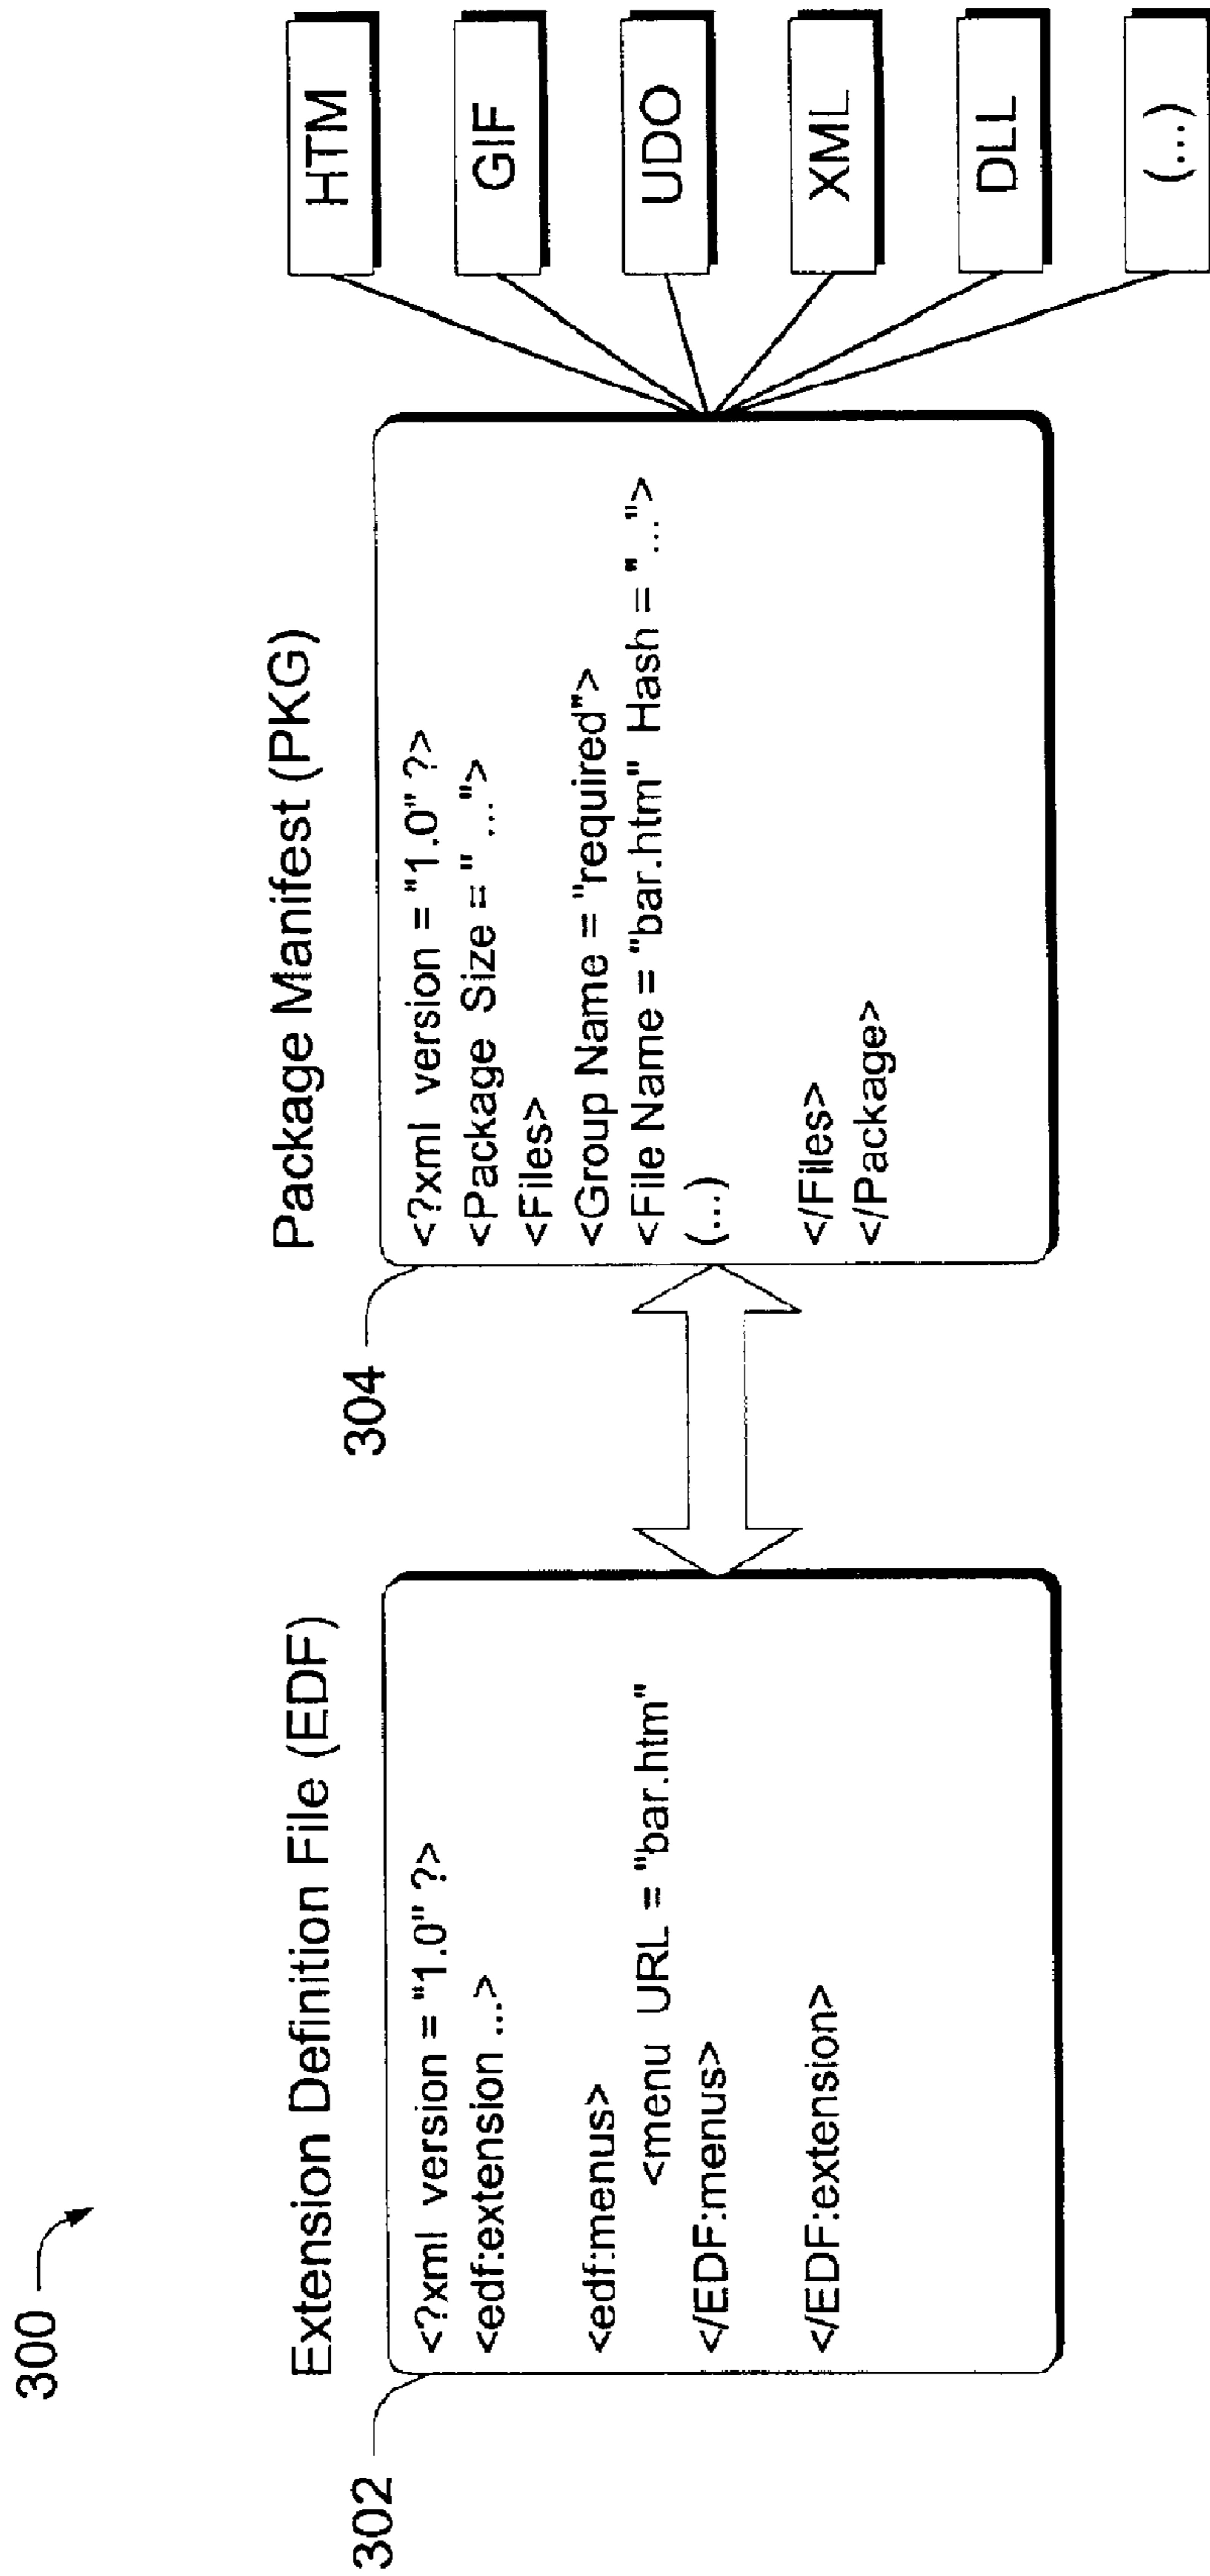 300
Extension Definition File (EDF)
302
<?xml version = "1.0" ?>
<edf:extension ...>
<edf:menus>
<menu URL = "bar.htm"
</EDF:menus>
</EDF:extension>
Package Manifest (PKG)
304
<?xml version = "1.0" ?>
<Package Size = " ...">
<Files>
<Group Name = "required">
<File Name = "bar.htm" Hash = " ...">
(...)
</Files>
</Package>
HTM
GIF
UDO
XML
DLL
(...)